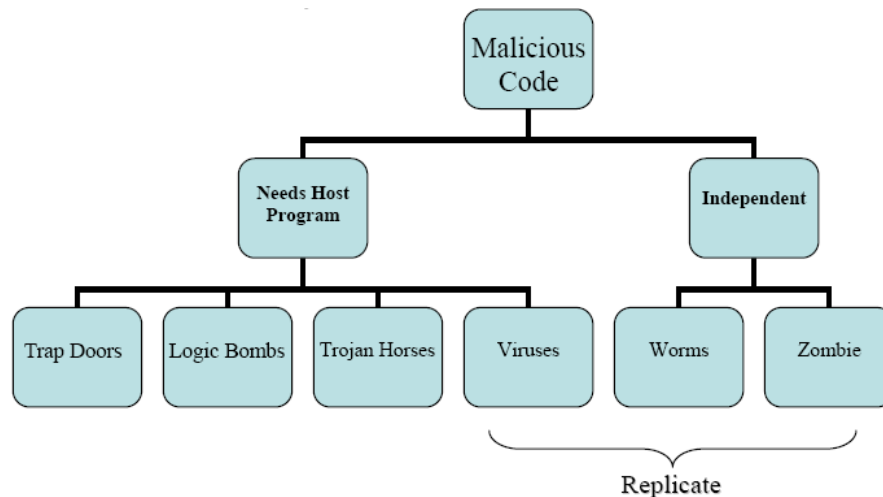 Malicious
Code
Needs Host
Program
Independent
Trap Doors
Logic Bombs
Trojan Horses
Viruses
Worms
Zombie
Replicate